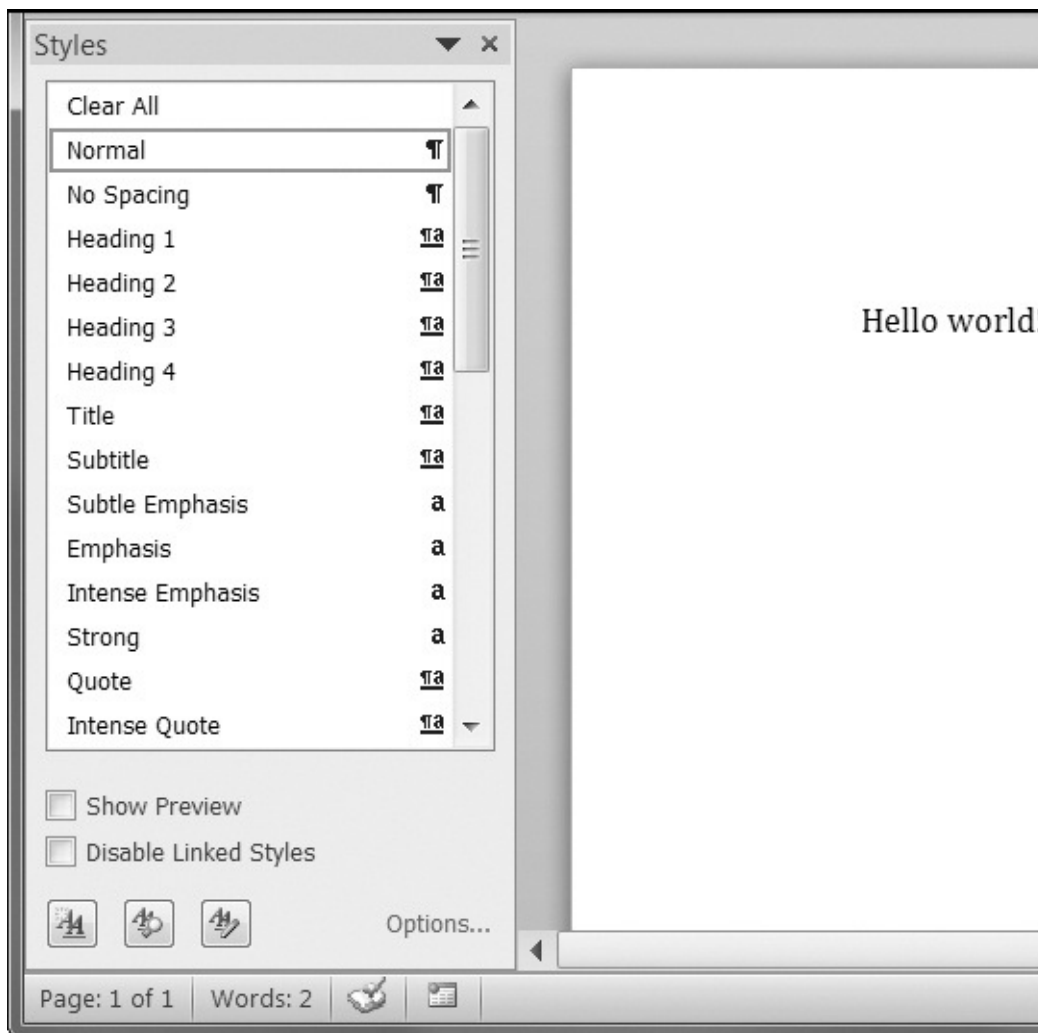 Styles
Clear All
Normal ¶
No Spacing ¶
Heading 1 ¶a
Heading 2 ¶a
Heading 3 ¶a
Heading 4 ¶a
Title ¶a
Subtitle ¶a
Subtle Emphasis a
Emphasis a
Intense Emphasis a
Strong a
Quote ¶a
Intense Quote ¶a
Show Preview
Disable Linked Styles
Options...
Page: 1 of 1 Words: 2
Hello world!